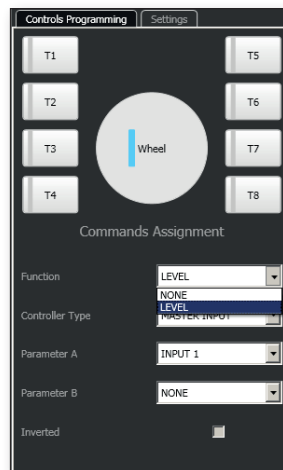 Controls Programming Settings
T1 T5
T2 T6
T3 Wheel T7
T4 T8
Commands Assignment
Function LEVEL
NONE
LEVEL
Controller Type MASTER INPUT
Parameter A INPUT 1
Parameter B NONE
Inverted